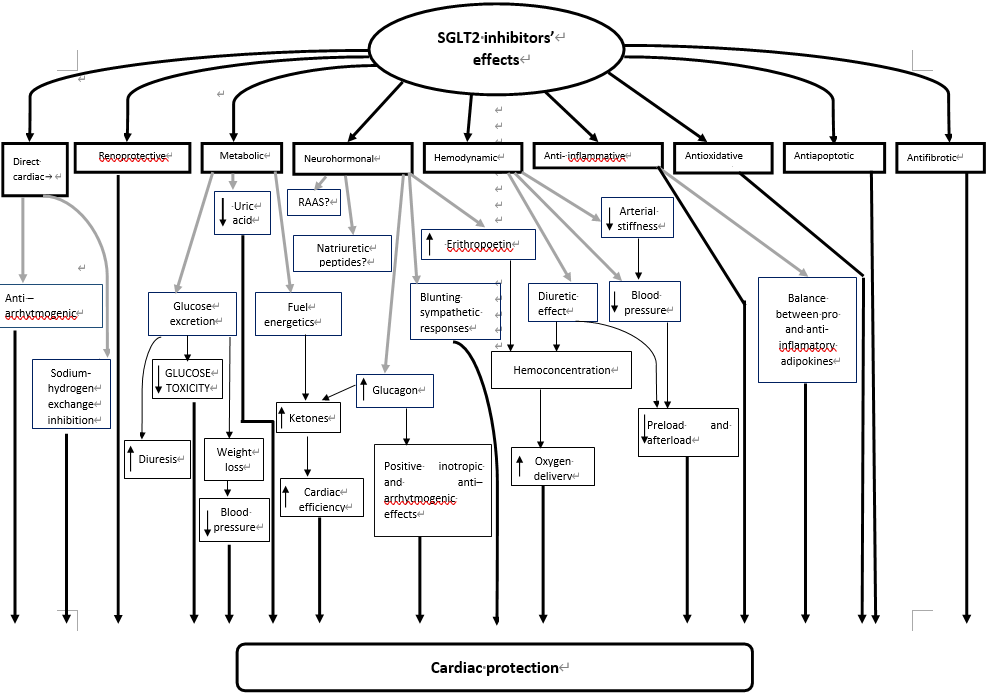 SGLT2 inhibitors'
effects
Direct
cardiac→
Renoprotective
Metabolic
Neurohormonal
Hemodynamic
Anti- inflammative
Antioxidative
Antiapoptotic
Antifibrotic
↓ Uric
acid
RAAS?
Natriuretic
peptides?
↑ Erithropoetin
↓ Arterial
stiffness
Anti–
arrhytmogenic
Glucose
excretion
Fuel
energetics
Blunting
sympathetic
responses
Diuretic
effect
↓ Blood
pressure
Balance
between pro
and anti-
inflamatory
adipokines
Sodium-
hydrogen
exchange
inhibition
↓ GLUCOSE
TOXICITY
↑ Glucagon
Hemoconcentration
↑ Ketones
↓ Preload and
afterload
↑ Diuresis
Weight
loss
Positive inotropic
and anti–
arrhytmogenic
effects
↑ Oxygen
delivery
↑ Cardiac
efficiency
↓ Blood
pressure
Cardiac protection